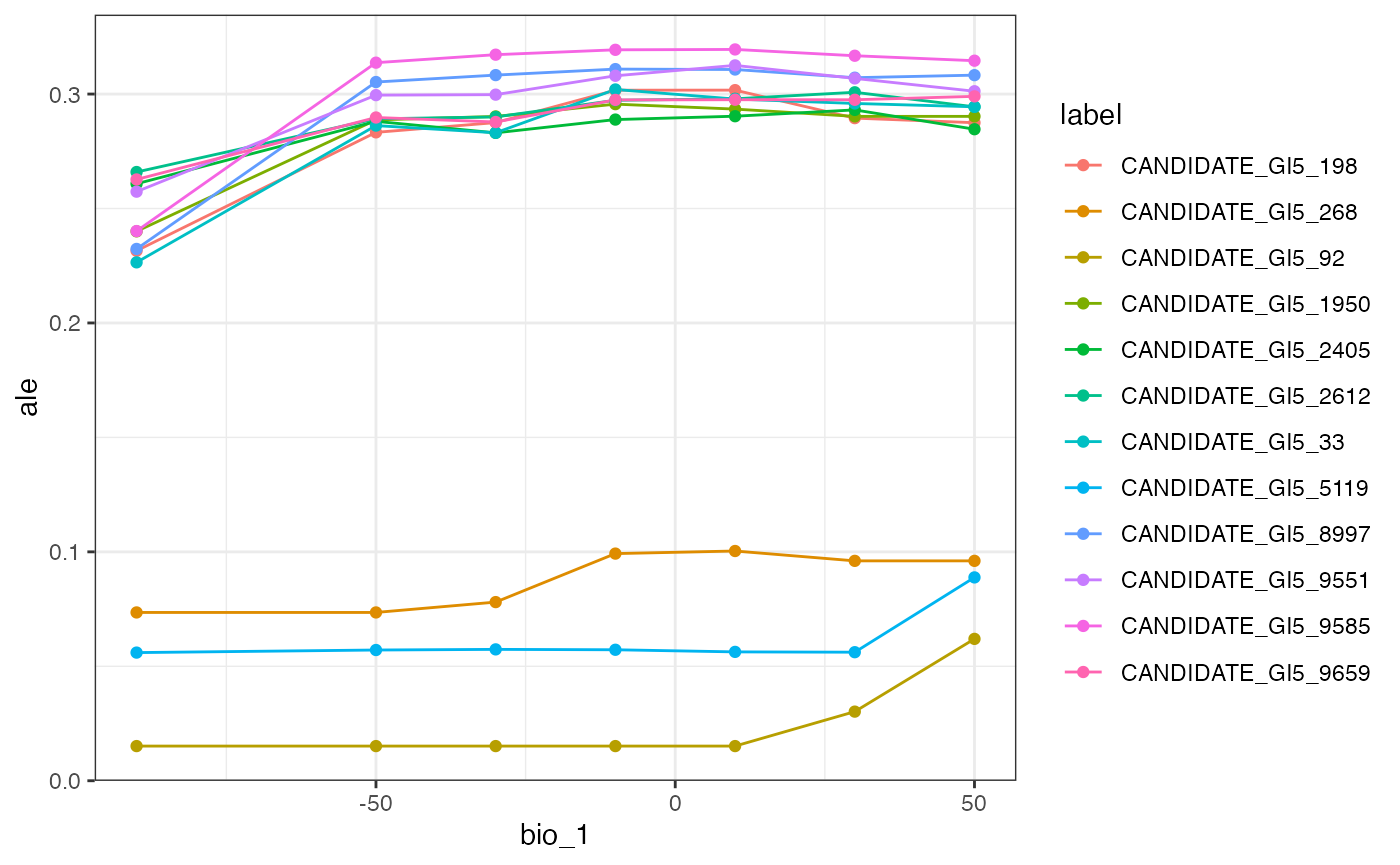 0.3
0.2
0.1
0.0
ale
-50
0
50
bio_1
label
CANDIDATE_GI5_198
CANDIDATE_GI5_268
CANDIDATE_GI5_92
CANDIDATE_GI5_1950
CANDIDATE_GI5_2405
CANDIDATE_GI5_2612
CANDIDATE_GI5_33
CANDIDATE_GI5_5119
CANDIDATE_GI5_8997
CANDIDATE_GI5_9551
CANDIDATE_GI5_9585
CANDIDATE_GI5_9659